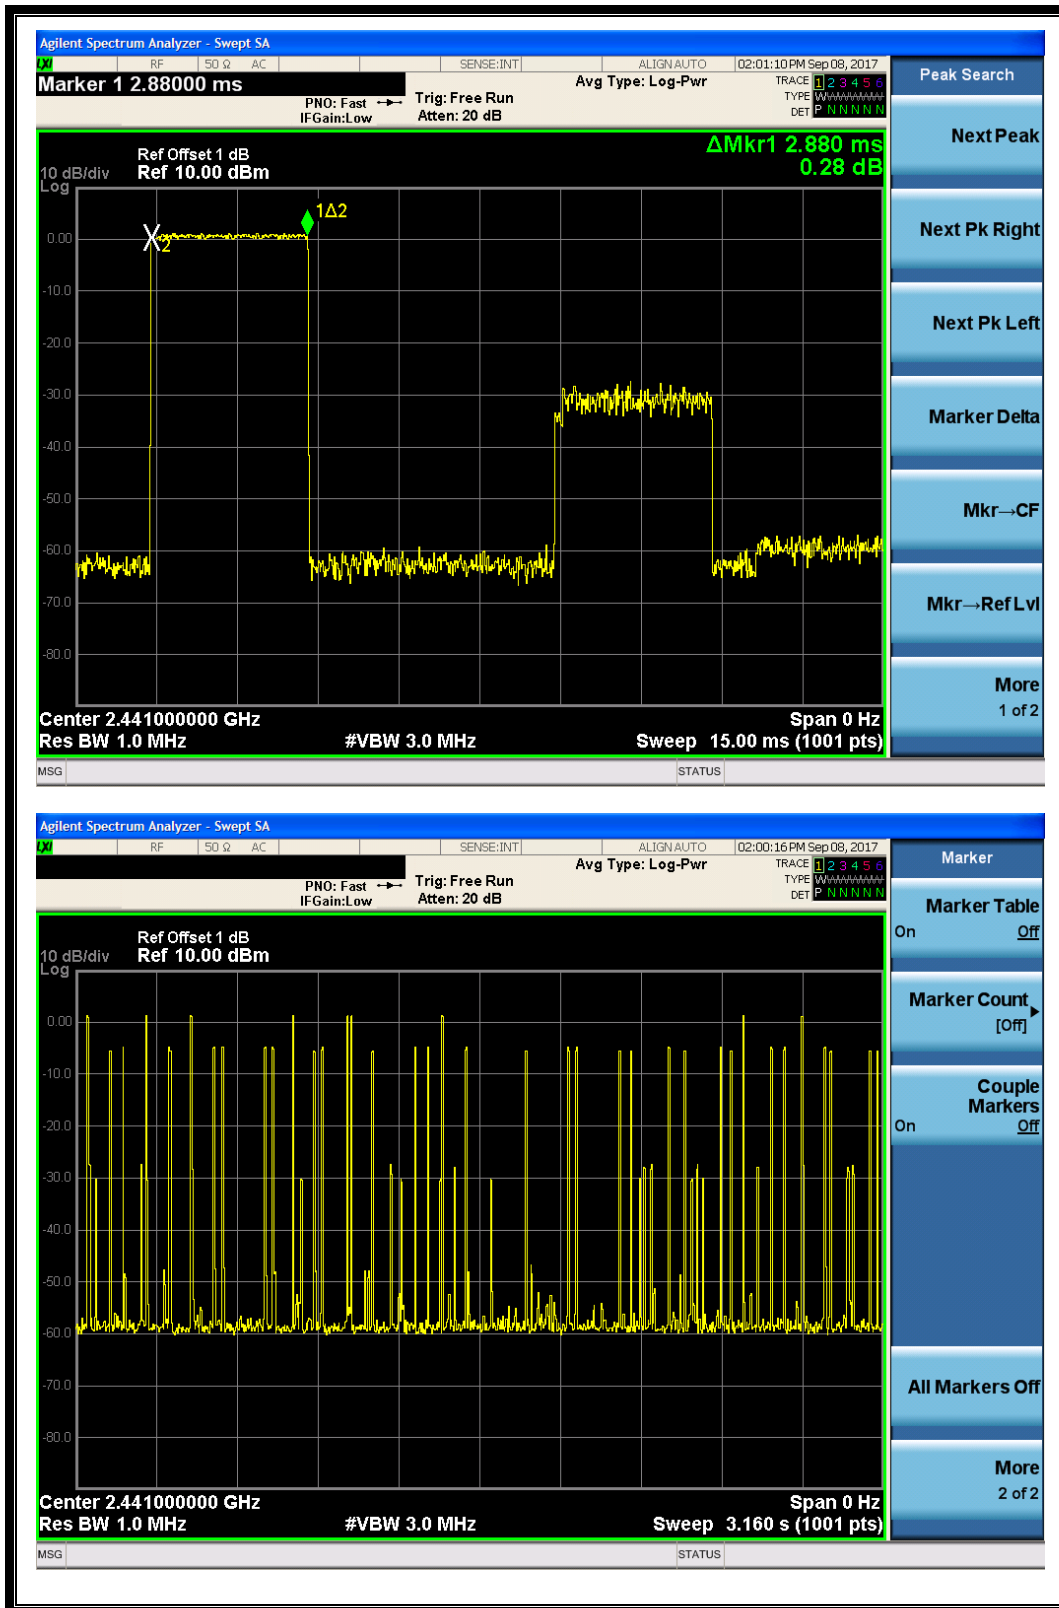 Agilent Spectrum Analyzer - Swept SA
LXI RF 50 Ω AC SENSE:INT ALIGN AUTO 02:01:10 PM Sep 08, 2017
Marker 1 2.88000 ms
PNO: Fast
IFGain:Low
Trig: Free Run
Atten: 20 dB
Avg Type: Log-Pwr
TRACE 1 2 3 4 5 6
TYPE
DET P N N N N N
Peak Search
Next Peak
Next Pk Right
Next Pk Left
Marker Delta
Mkr→CF
Mkr→Ref Lvl
More
1 of 2
ΔMkr1 2.880 ms
0.28 dB
Ref Offset 1 dB
10 dB/div Ref 10.00 dBm
Log
1Δ2
2
0.00
-10.0
-20.0
-30.0
-40.0
-50.0
-60.0
-70.0
-80.0
Center 2.441000000 GHz Span 0 Hz
Res BW 1.0 MHz #VBW 3.0 MHz Sweep 15.00 ms (1001 pts)
MSG STATUS
Agilent Spectrum Analyzer - Swept SA
LXI RF 50 Ω AC SENSE:INT ALIGN AUTO 02:00:16 PM Sep 08, 2017
PNO: Fast
IFGain:Low
Trig: Free Run
Atten: 20 dB
Avg Type: Log-Pwr
TRACE 1 2 3 4 5 6
TYPE
DET P N N N N N
Marker
Marker Table
On Off
Marker Count
[Off]
Couple
Markers
On Off
All Markers Off
More
2 of 2
Ref Offset 1 dB
10 dB/div Ref 10.00 dBm
Log
0.00
-10.0
-20.0
-30.0
-40.0
-50.0
-60.0
-70.0
-80.0
Center 2.441000000 GHz Span 0 Hz
Res BW 1.0 MHz #VBW 3.0 MHz Sweep 3.160 s (1001 pts)
MSG STATUS